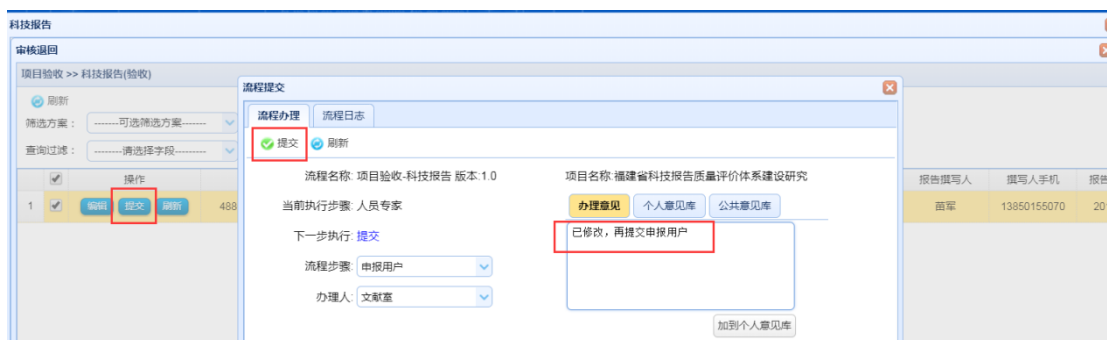 科技报告
审核退回
项目验收 >> 科技报告(验收)
刷新
筛选方案： --------可选筛选方案--------
查询过滤： --------请选择字段----------
操作 报告撰写人 撰写人手机 报告
1 编辑 提交 刷新 488 苗军 13850155070 201
流程提交
流程办理 流程日志
提交 刷新
流程名称: 项目验收-科技报告 版本:1.0 项目名称:福建省科技报告质量评价体系建设研究
当前执行步骤: 人员专家 办理意见 个人意见库 公共意见库
下一步执行: 提交 已修改，再提交申报用户
流程步骤: 申报用户
办理人: 文献室
加到个人意见库